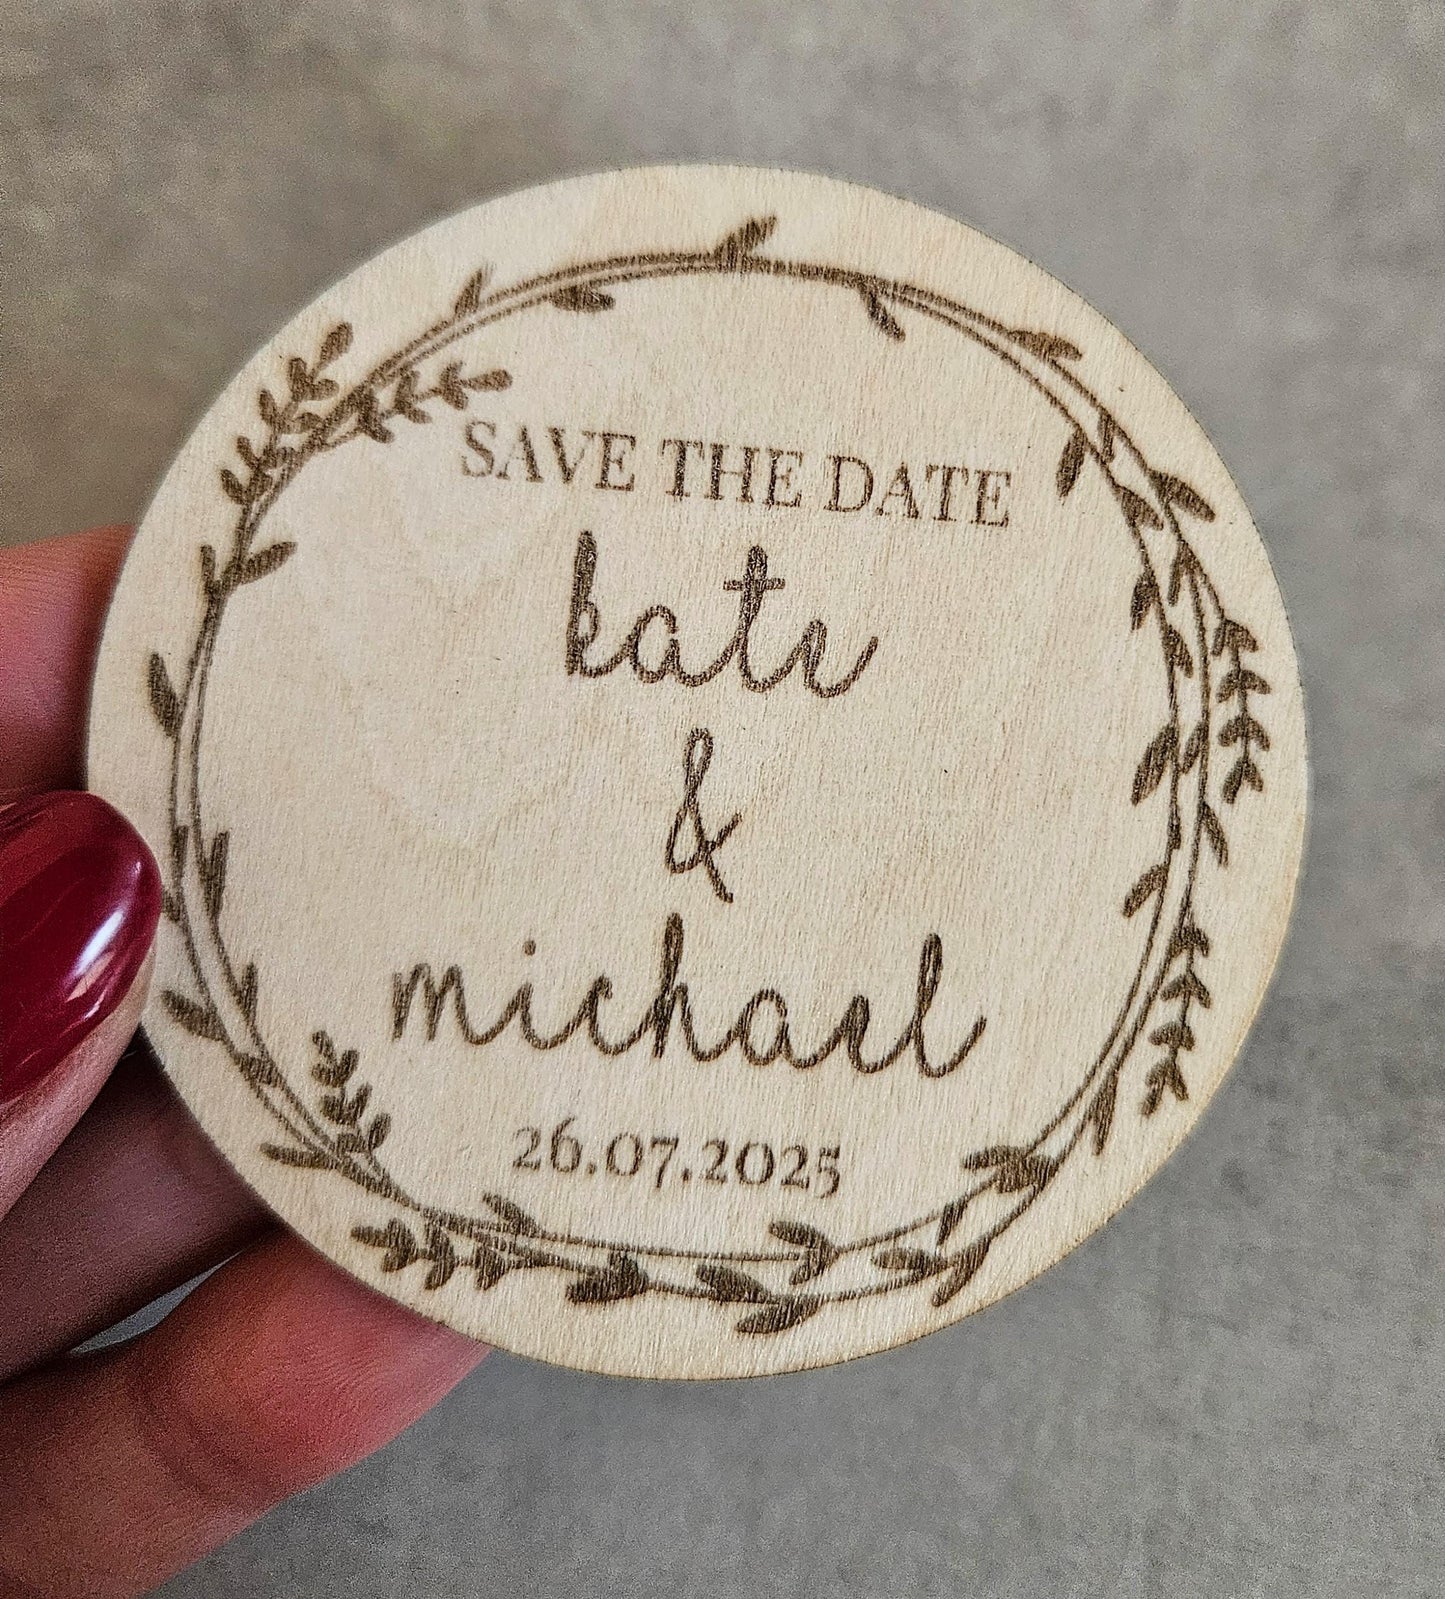 SAVE THE DATE
kate
&
michael
26.07.2025